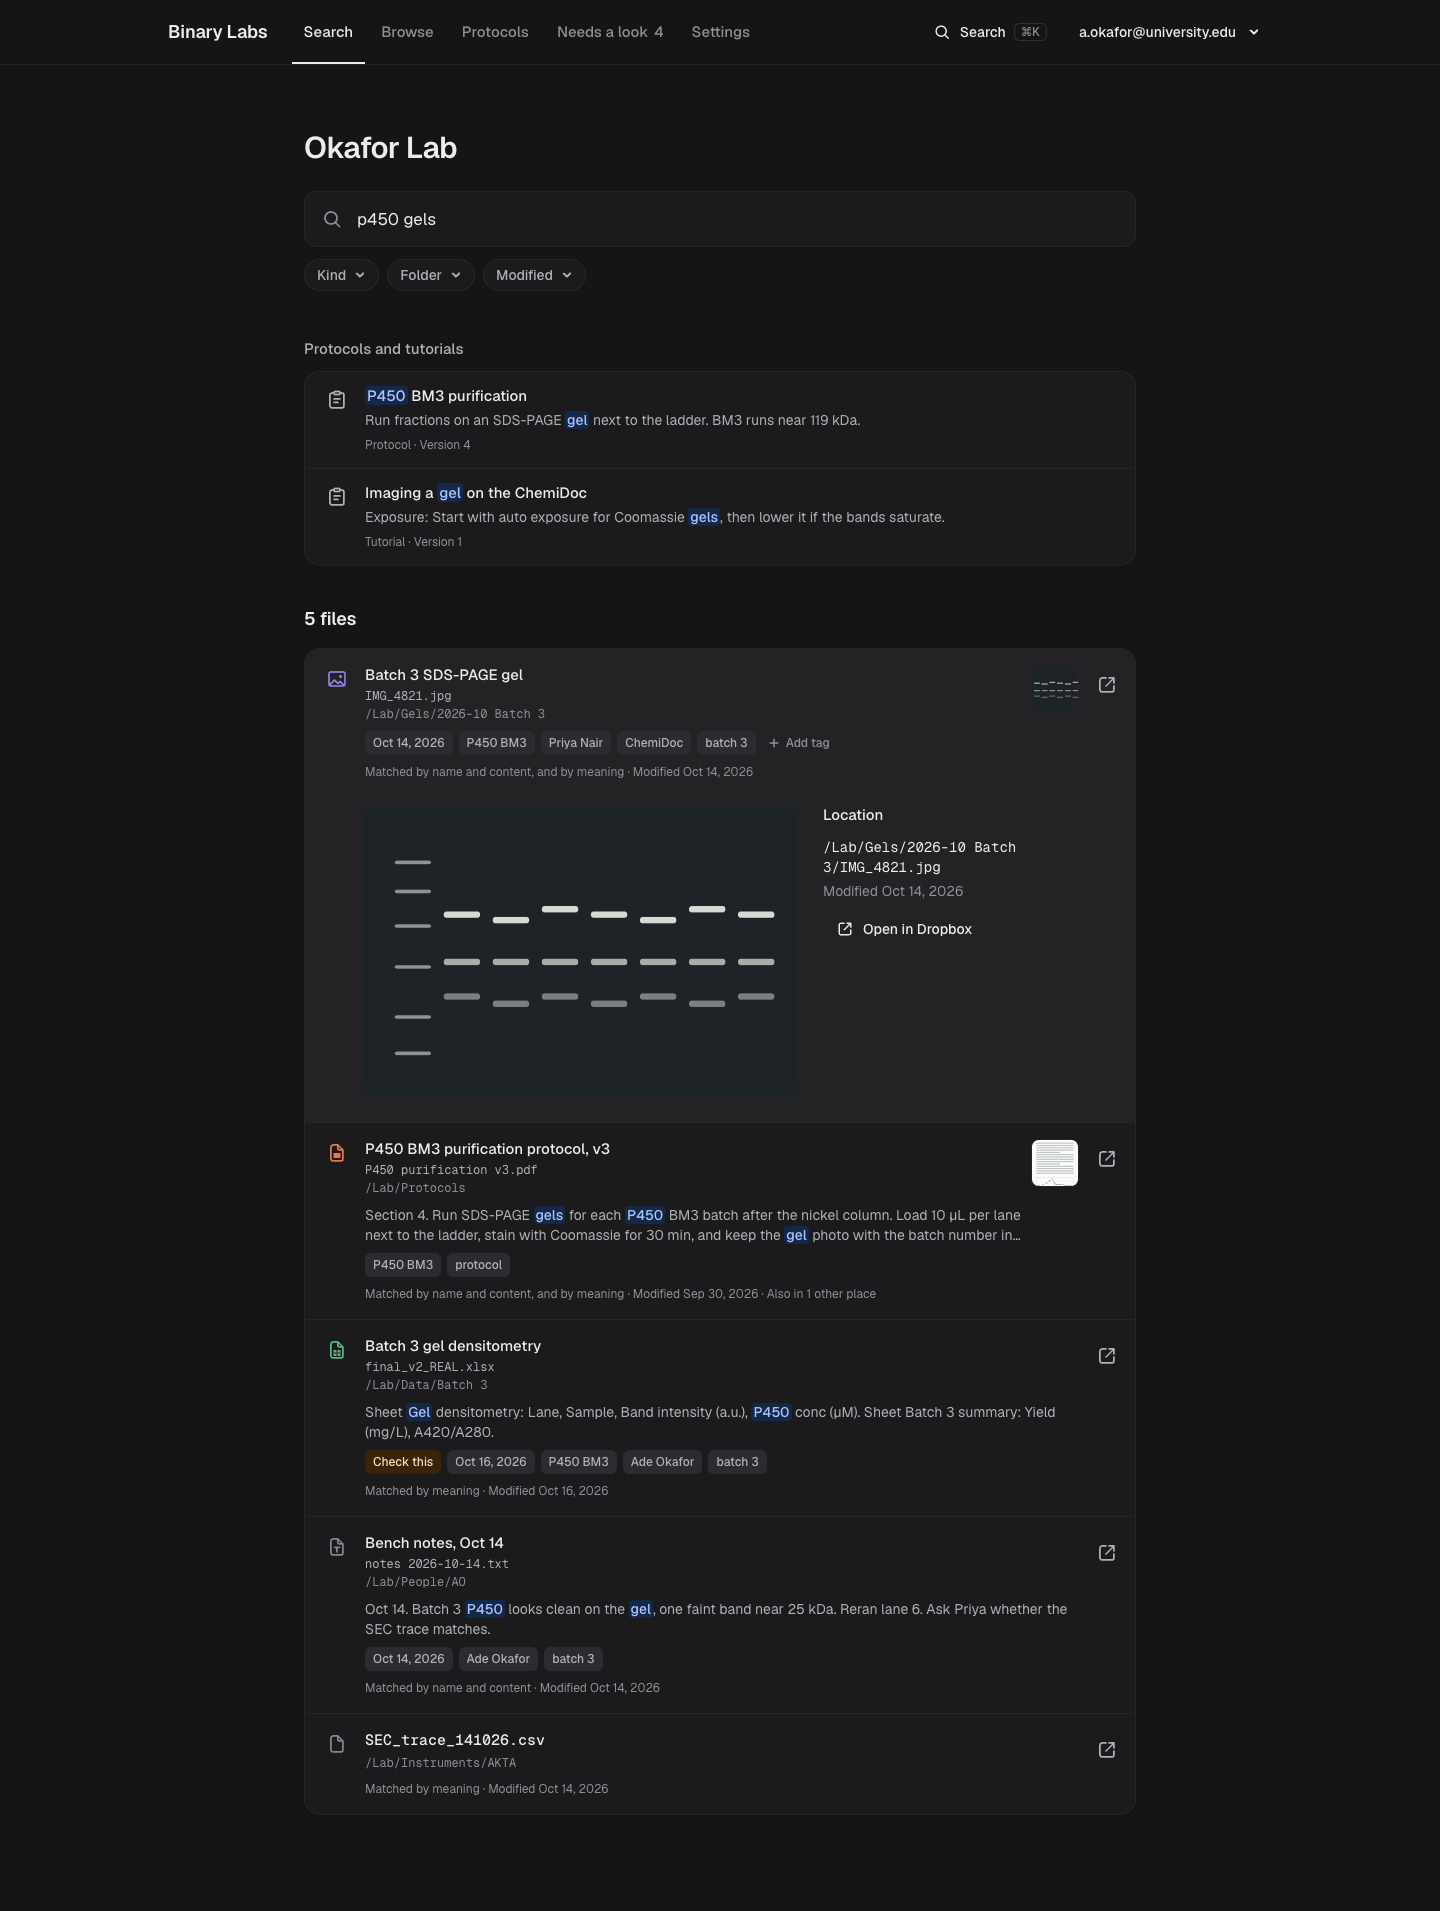 Binary Labs
Search
Browse
Protocols
Needs a look 4
Settings
Search ⌘K
a.okafor@university.edu
Okafor Lab
p450 gels
Kind
Folder
Modified
Protocols and tutorials
P450 BM3 purification
Run fractions on an SDS-PAGE gel next to the ladder. BM3 runs near 119 kDa.
Protocol · Version 4
Imaging a gel on the ChemiDoc
Exposure: Start with auto exposure for Coomassie gels, then lower it if the bands saturate.
Tutorial · Version 1
5 files
Batch 3 SDS-PAGE gel
IMG_4821.jpg
/Lab/Gels/2026-10 Batch 3
Oct 14, 2026
P450 BM3
Priya Nair
ChemiDoc
batch 3
+ Add tag
Matched by name and content, and by meaning · Modified Oct 14, 2026
Location
/Lab/Gels/2026-10 Batch
3/IMG_4821.jpg
Modified Oct 14, 2026
Open in Dropbox
P450 BM3 purification protocol, v3
P450 purification v3.pdf
/Lab/Protocols
Section 4. Run SDS-PAGE gels for each P450 BM3 batch after the nickel column. Load 10 µL per lane
next to the ladder, stain with Coomassie for 30 min, and keep the gel photo with the batch number in…
P450 BM3
protocol
Matched by name and content, and by meaning · Modified Sep 30, 2026 · Also in 1 other place
Batch 3 gel densitometry
final_v2_REAL.xlsx
/Lab/Data/Batch 3
Sheet Gel densitometry: Lane, Sample, Band intensity (a.u.), P450 conc (µM). Sheet Batch 3 summary: Yield
(mg/L), A420/A280.
Check this
Oct 16, 2026
P450 BM3
Ade Okafor
batch 3
Matched by meaning · Modified Oct 16, 2026
Bench notes, Oct 14
notes 2026-10-14.txt
/Lab/People/AO
Oct 14. Batch 3 P450 looks clean on the gel, one faint band near 25 kDa. Reran lane 6. Ask Priya whether the
SEC trace matches.
Oct 14, 2026
Ade Okafor
batch 3
Matched by name and content · Modified Oct 14, 2026
SEC_trace_141026.csv
/Lab/Instruments/AKTA
Matched by meaning · Modified Oct 14, 2026